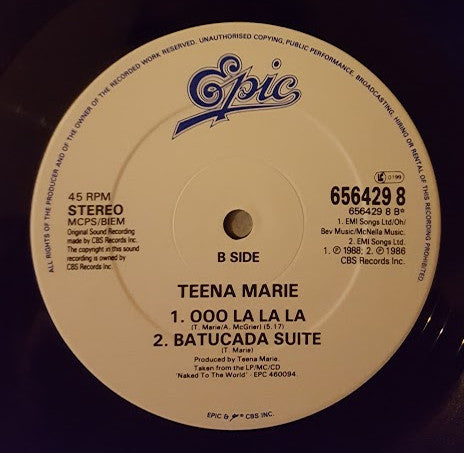 ALL RIGHTS OF THE PRODUCER AND OF THE OWNER OF THE RECORDED WORK RESERVED. UNAUTHORISED COPYING, PUBLIC PERFORMANCE, BROADCASTING, HIRING OR RENTAL OF THIS RECORDING PROHIBITED.
Epic
45 RPM
STEREO
MCPS/BIEM
Original Sound Recording
made by CBS Records Inc.
The copyright in this sound
recording is owned by
CBS Records Inc.
LC 0199
656429 8
656429 8 B°
1. EMI Songs Ltd/Oh!
Bev Music/McNella Music.
2. EMI Songs Ltd.
1. ℗ 1988; 2. ℗ 1986
CBS Records Inc.
B SIDE
TEENA MARIE
1. OOO LA LA LA
(T. Marie/A. McGrier) (5.17)
2. BATUCADA SUITE
(T. Marie)
Produced by Teena Marie.
Taken from the LP/MC/CD
'Naked To The World' - EPC 460094.
EPIC & ® CBS INC.